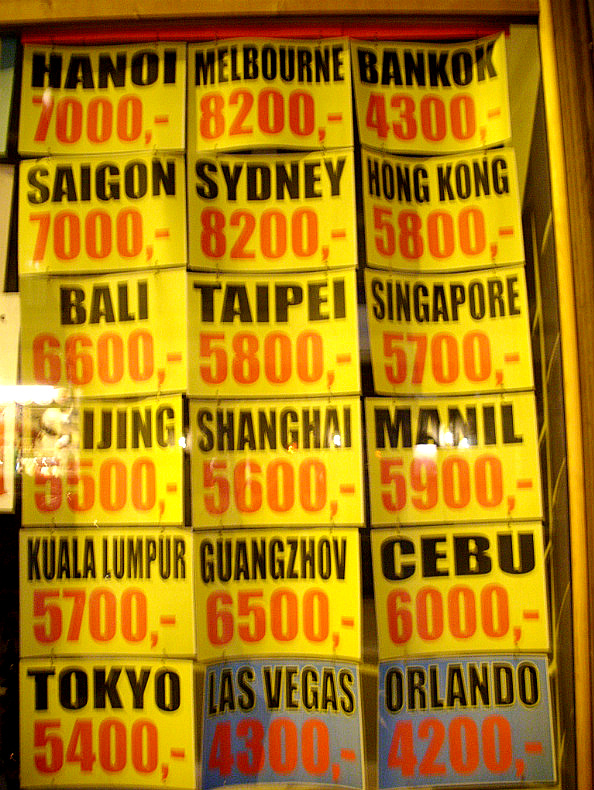 HANOI MELBOURNE BANKOK
7000,- 8200,- 4300,-
SAIGON SYDNEY HONG KONG
7000,- 8200,- 5800,-
BALI TAIPEI SINGAPORE
6600,- 5800,- 5700,-
IJING SHANGHAI MANIL
5500,- 5600,- 5900,-
KUALA LUMPUR GUANGZHOV CEBU
5700,- 6500,- 6000,-
TOKYO LAS VEGAS ORLANDO
5400,- 4300,- 4200,-